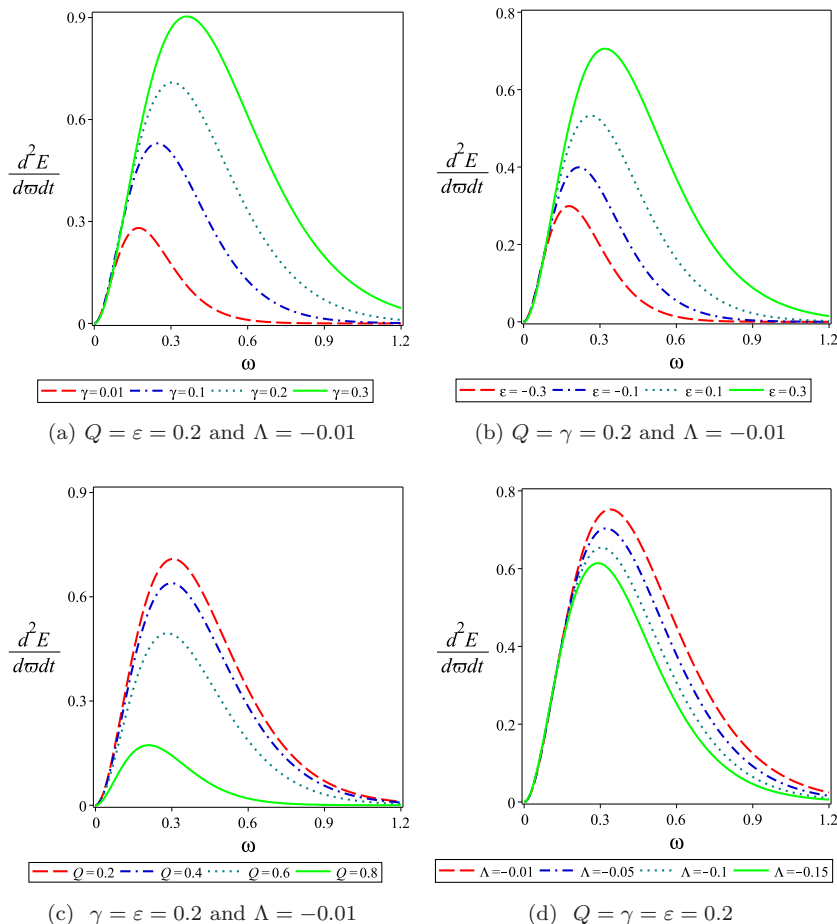 0.9
0.6
0.3
0
d²E
dϖdt
0 0.3 0.6 0.9 1.2
ω
γ=0.01 γ=0.1 γ=0.2 γ=0.3
(a) Q = ε = 0.2 and Λ = −0.01
0.8
0.6
0.4
0.2
0
d²E
dϖdt
0 0.3 0.6 0.9 1.2
ω
ε=−0.3 ε=−0.1 ε=0.1 ε=0.3
(b) Q = γ = 0.2 and Λ = −0.01
0.9
0.6
0.3
0
d²E
dϖdt
0 0.3 0.6 0.9 1.2
ω
Q=0.2 Q=0.4 Q=0.6 Q=0.8
(c) γ = ε = 0.2 and Λ = −0.01
0.8
0.6
0.4
0.2
0
d²E
dϖdt
0 0.3 0.6 0.9 1.2
ω
Λ=−0.01 Λ=−0.05 Λ=−0.1 Λ=−0.15
(d) Q = γ = ε = 0.2